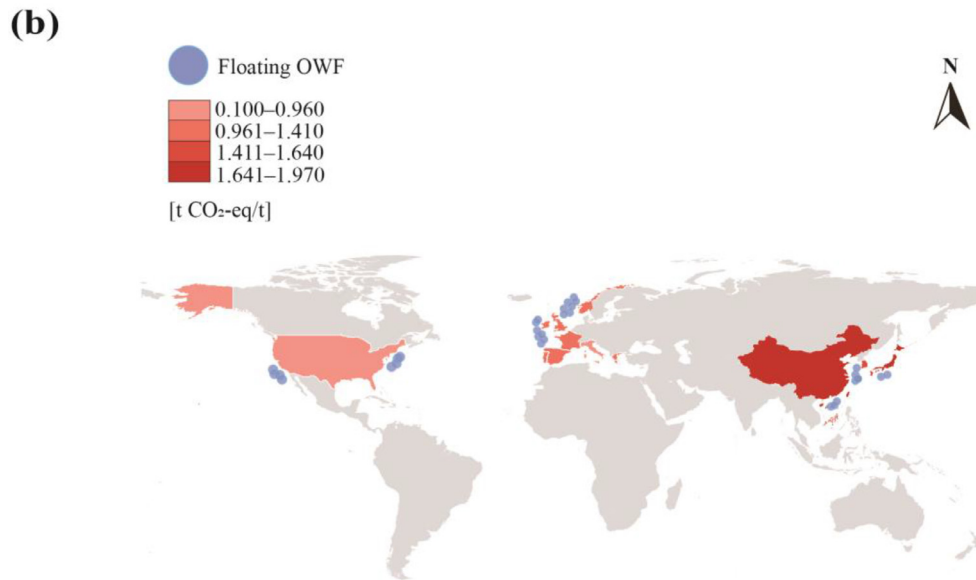 (b)
Floating OWF
N
0.100–0.960
0.961–1.410
1.411–1.640
1.641–1.970
[t CO₂-eq/t]